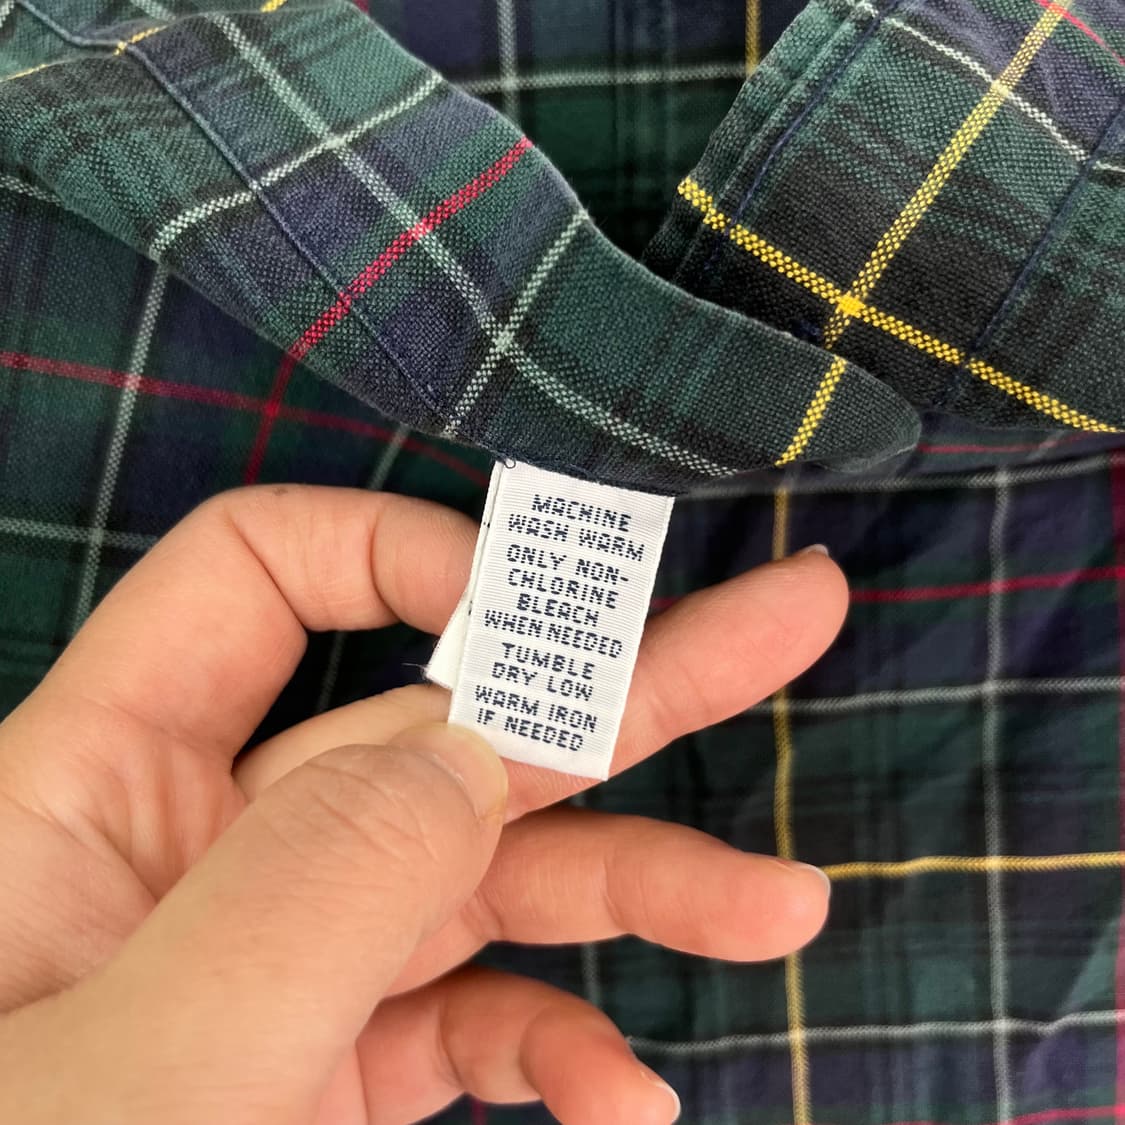 MACHINE
WASH WARM
ONLY NON-
CHLORINE
BLEACH
WHEN NEEDED
TUMBLE
DRY LOW
WARM IRON
IF NEEDED